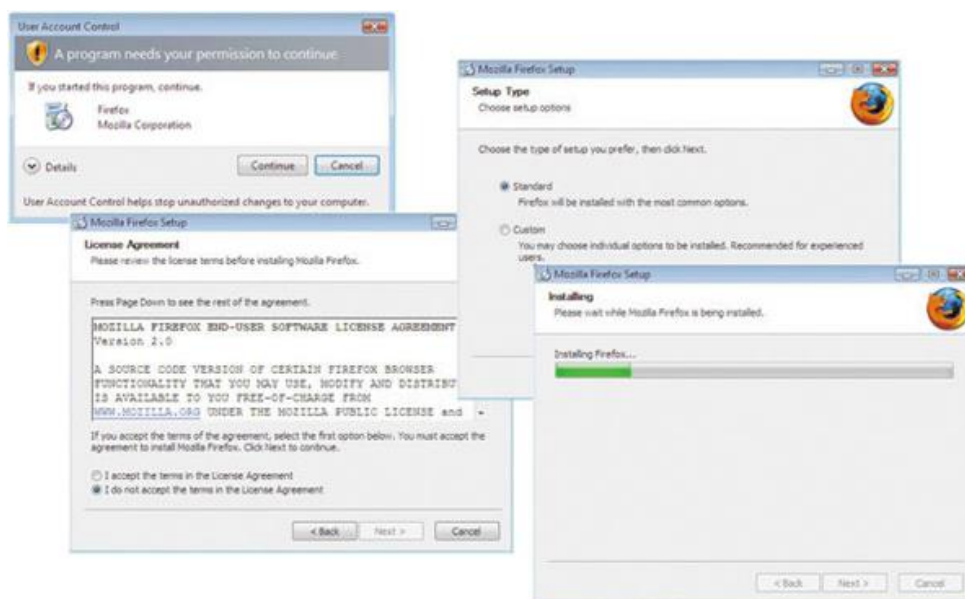 User Account Control
A program needs your permission to continue
If you started this program, continue.
Firefox
Mozilla Corporation
Details
Continue
Cancel
User Account Control helps stop unauthorized changes to your computer.
Mozilla Firefox Setup
License Agreement
Please review the license terms before installing Mozilla Firefox.
Press Page Down to see the rest of the agreement.
MOZILLA FIREFOX END-USER SOFTWARE LICENSE AGREEMENT
Version 2.0
A SOURCE CODE VERSION OF CERTAIN FIREFOX BROWSER
FUNCTIONALITY THAT YOU MAY USE, MODIFY AND DISTRIBU
IS AVAILABLE TO YOU FREE-OF-CHARGE FROM
WWW.MOZILLA.ORG UNDER THE MOZILLA PUBLIC LICENSE and
If you accept the terms of the agreement, select the first option below. You must accept the
agreement to install Mozilla Firefox. Click Next to continue.
I accept the terms in the License Agreement
I do not accept the terms in the License Agreement
< Back
Next >
Cancel
Mozilla Firefox Setup
Setup Type
Choose setup options
Choose the type of setup you prefer, then click Next.
Standard
Firefox will be installed with the most common options.
Custom
You may choose individual options to be installed. Recommended for experienced
users.
Mozilla Firefox Setup
Installing
Please wait while Mozilla Firefox is being installed.
Installing Firefox...
< Back
Next >
Cancel